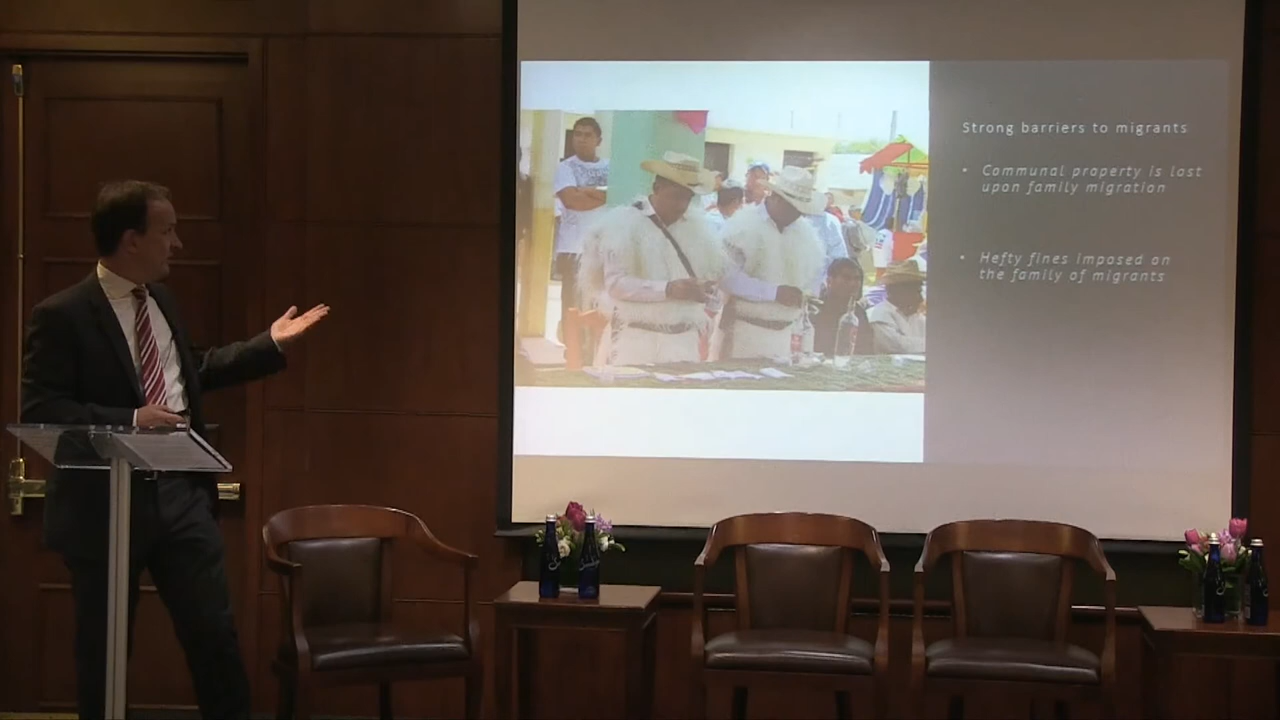 Strong barriers to migrants
• Communal property is lost
upon family migration
• Hefty fines imposed on
the family of migrants